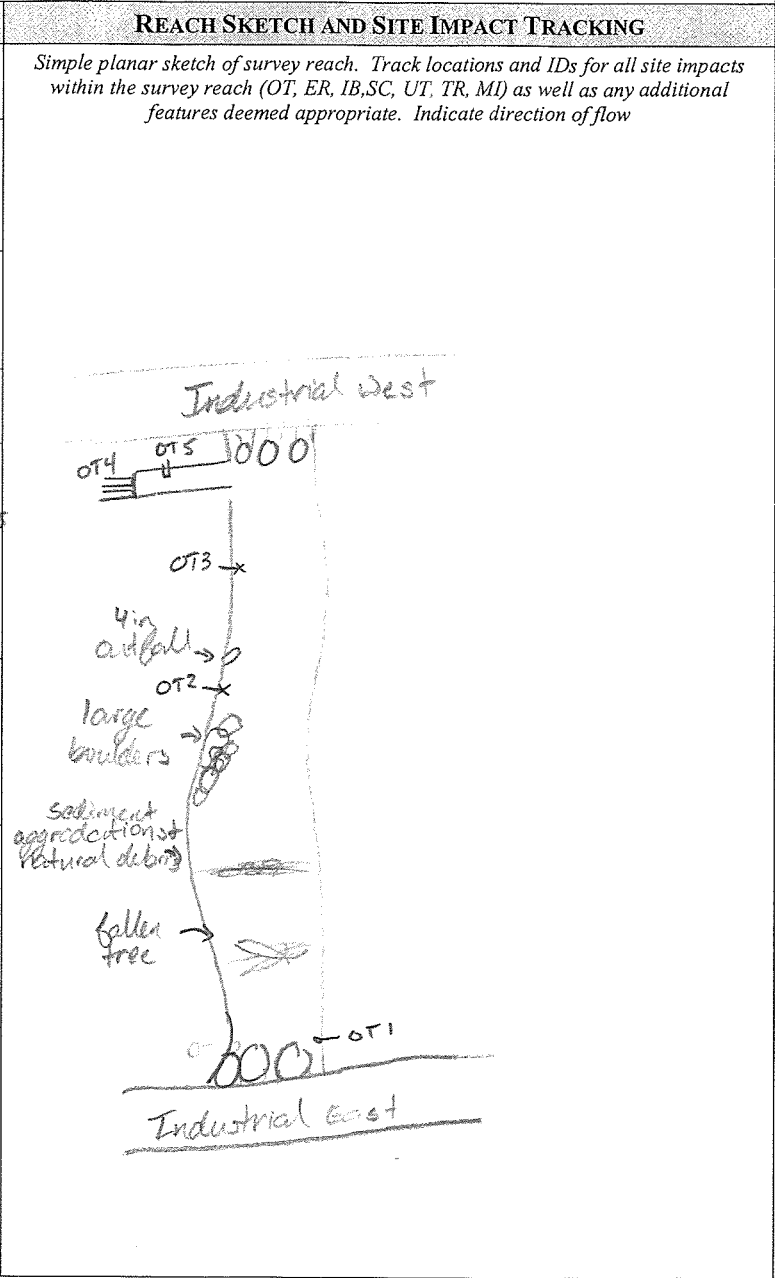 REACH SKETCH AND SITE IMPACT TRACKING
Simple planar sketch of survey reach. Track locations and IDs for all site impacts
within the survey reach (OT, ER, IB,SC, UT, TR, MI) as well as any additional
features deemed appropriate. Indicate direction of flow
Industrial West
OT5
OT4
OT3
4in
outfall
OT2
large
boulders
sediment
natural debris
fallen
tree
OT1
Industrial East